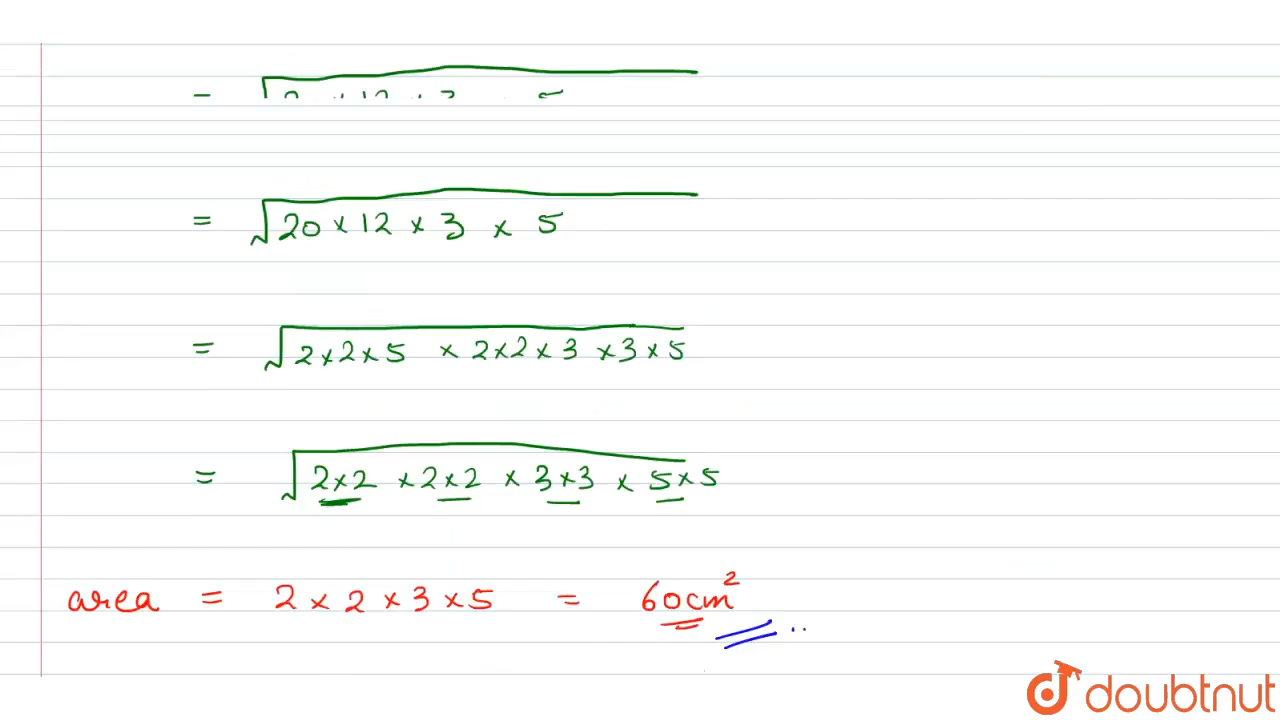 = √20 × 12 × 3 × 5
= √2×2×5 × 2×2×3 ×3×5
= √2×2 ×2×2 × 3×3 × 5×5
area = 2 × 2 × 3 × 5 = 60cm²
doubtnut